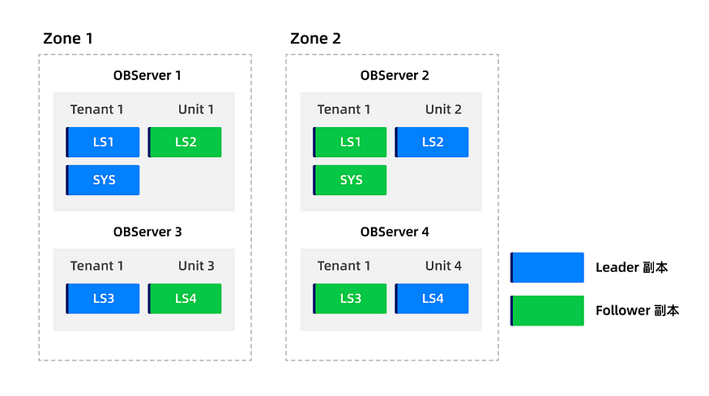 Zone 1
OBServer 1
Tenant 1 Unit 1
LS1 LS2
SYS
OBServer 3
Tenant 1 Unit 3
LS3 LS4
Zone 2
OBServer 2
Tenant 1 Unit 2
LS1 LS2
SYS
OBServer 4
Tenant 1 Unit 4
LS3 LS4
Leader 副本
Follower 副本